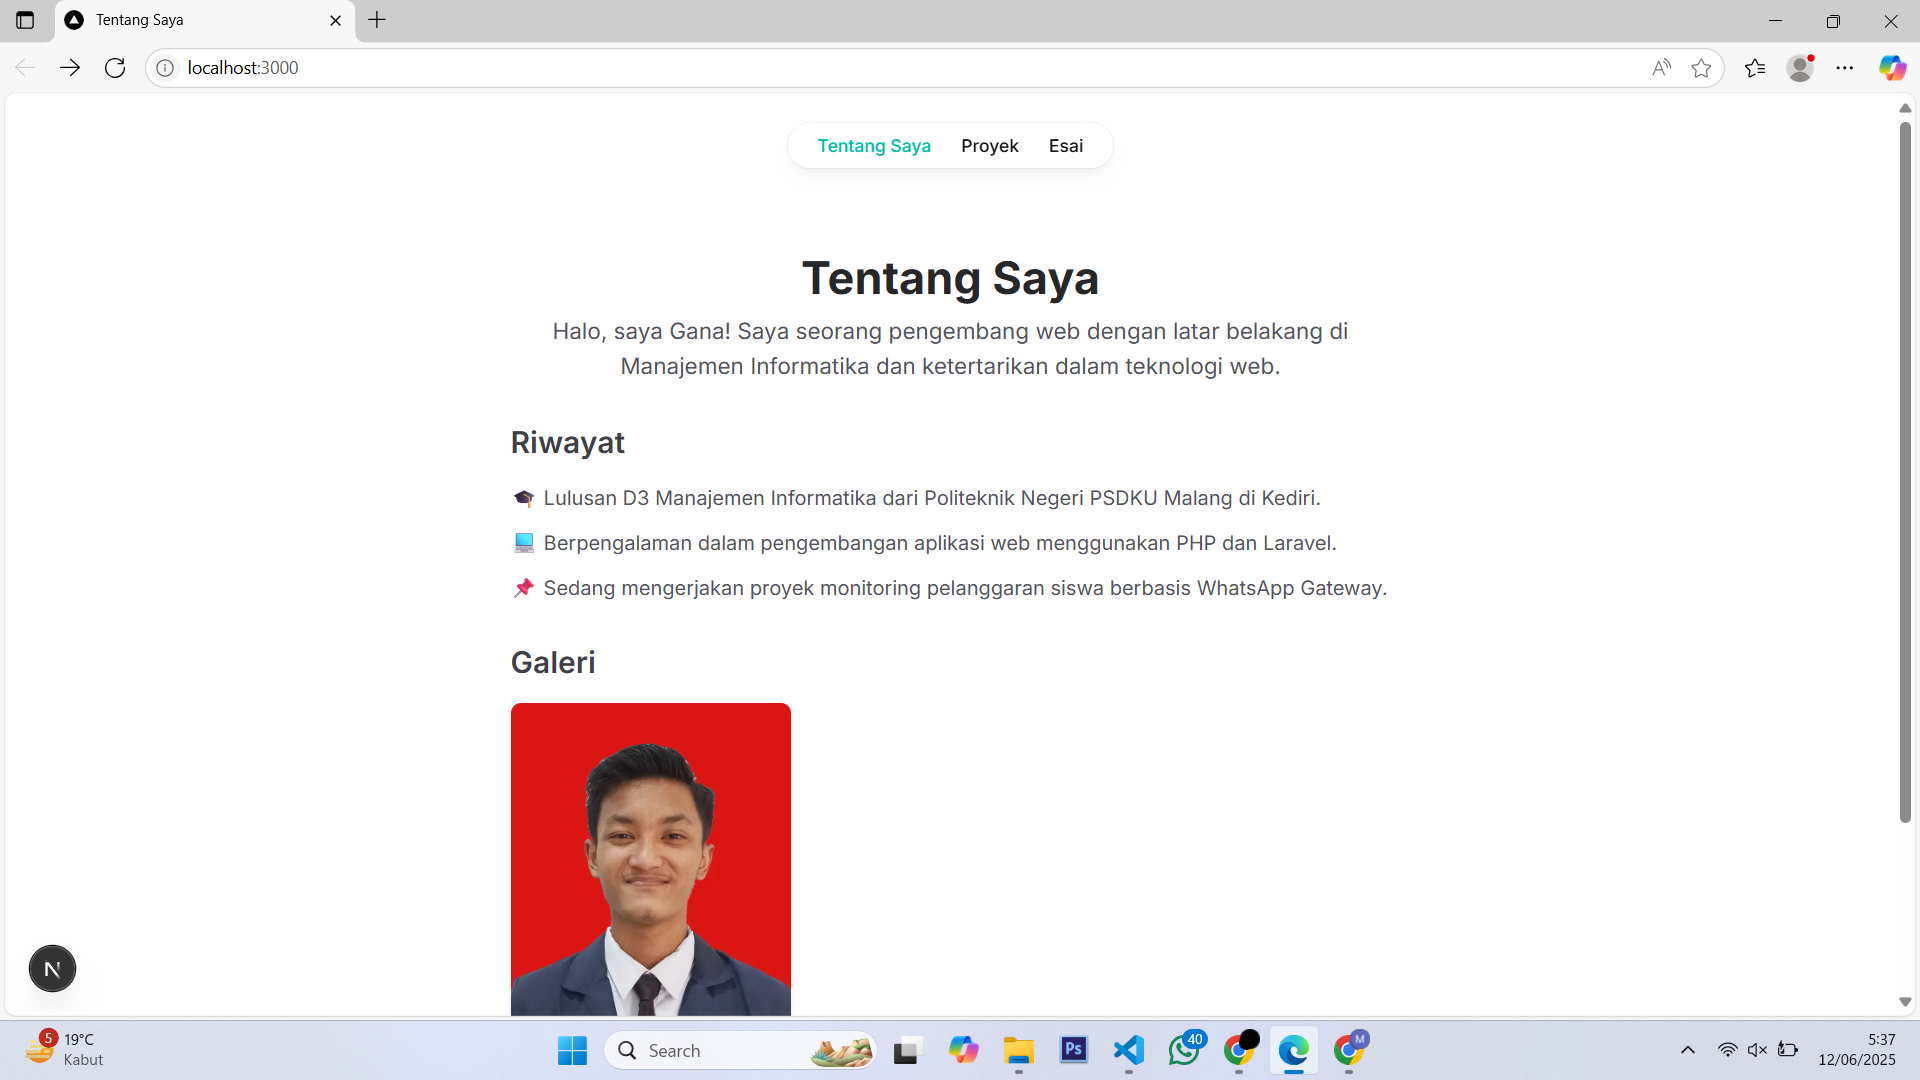 Tentang Saya
localhost:3000
Tentang Saya Proyek Esai
Tentang Saya
Halo, saya Gana! Saya seorang pengembang web dengan latar belakang di
Manajemen Informatika dan ketertarikan dalam teknologi web.
Riwayat
Lulusan D3 Manajemen Informatika dari Politeknik Negeri PSDKU Malang di Kediri.
Berpengalaman dalam pengembangan aplikasi web menggunakan PHP dan Laravel.
Sedang mengerjakan proyek monitoring pelanggaran siswa berbasis WhatsApp Gateway.
Galeri
N
5
19°C
Kabut
Search
Ps
40
M
5:37
12/06/2025